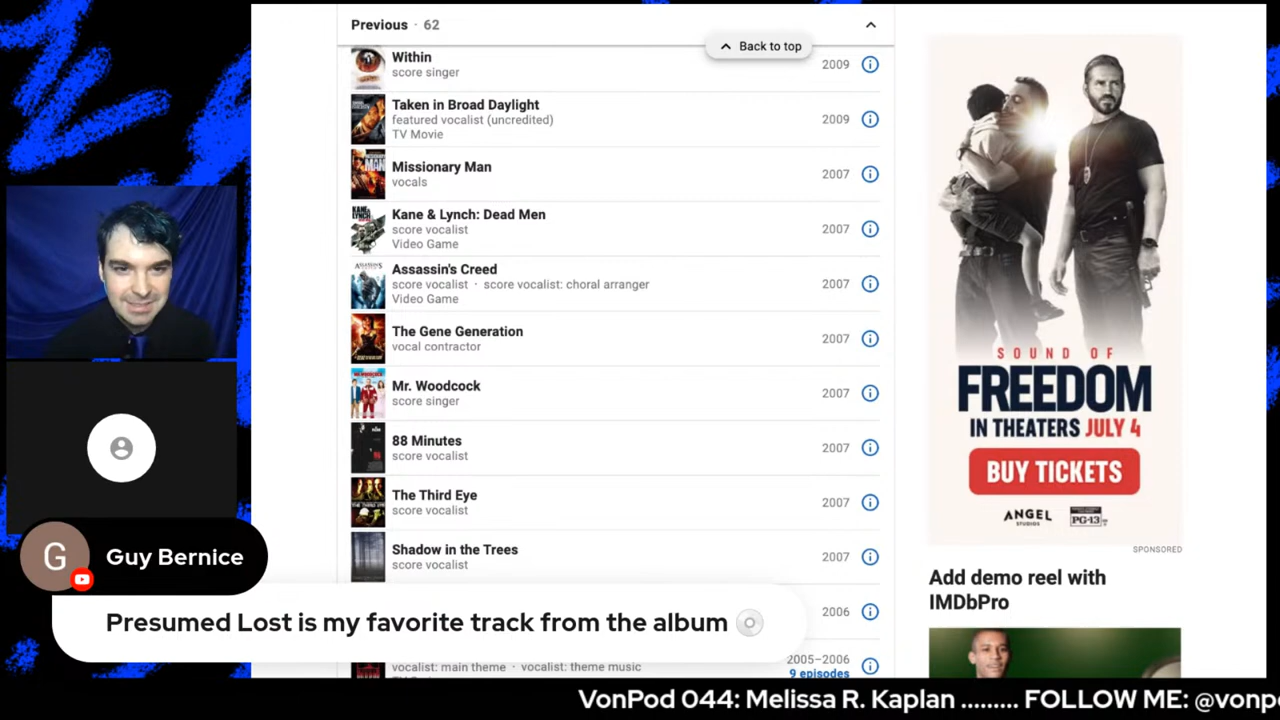 Previous · 62
Back to top
Within
score singer
2009
Taken in Broad Daylight
featured vocalist (uncredited)
TV Movie
2009
Missionary Man
vocals
2007
Kane & Lynch: Dead Men
score vocalist
Video Game
2007
Assassin's Creed
score vocalist · score vocalist: choral arranger
Video Game
2007
The Gene Generation
vocal contractor
2007
Mr. Woodcock
score singer
2007
88 Minutes
score vocalist
2007
The Third Eye
score vocalist
2007
Shadow in the Trees
score vocalist
2007
2006
vocalist: main theme · vocalist: theme music
2005–2006
9 episodes
SOUND OF
FREEDOM
IN THEATERS JULY 4
BUY TICKETS
ANGEL
STUDIOS
PG-13
SPONSORED
Add demo reel with
IMDbPro
G
Guy Bernice
Presumed Lost is my favorite track from the album
VonPod 044: Melissa R. Kaplan ......... FOLLOW ME: @vonp